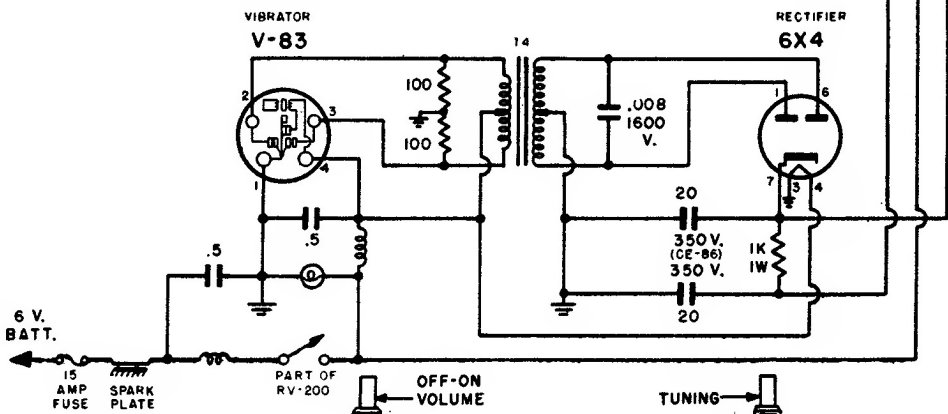 VIBRATOR
V-83
RECTIFIER
6X4
T4
2
3
1
4
100
100
.008
1600
V.
1
6
7
3
4
.5
.5
20
350 V.
(CE-86)
350 V.
20
1K
1W
6 V.
BATT.
15
AMP
FUSE
SPARK
PLATE
PART OF
RV-200
OFF-ON
VOLUME
TUNING